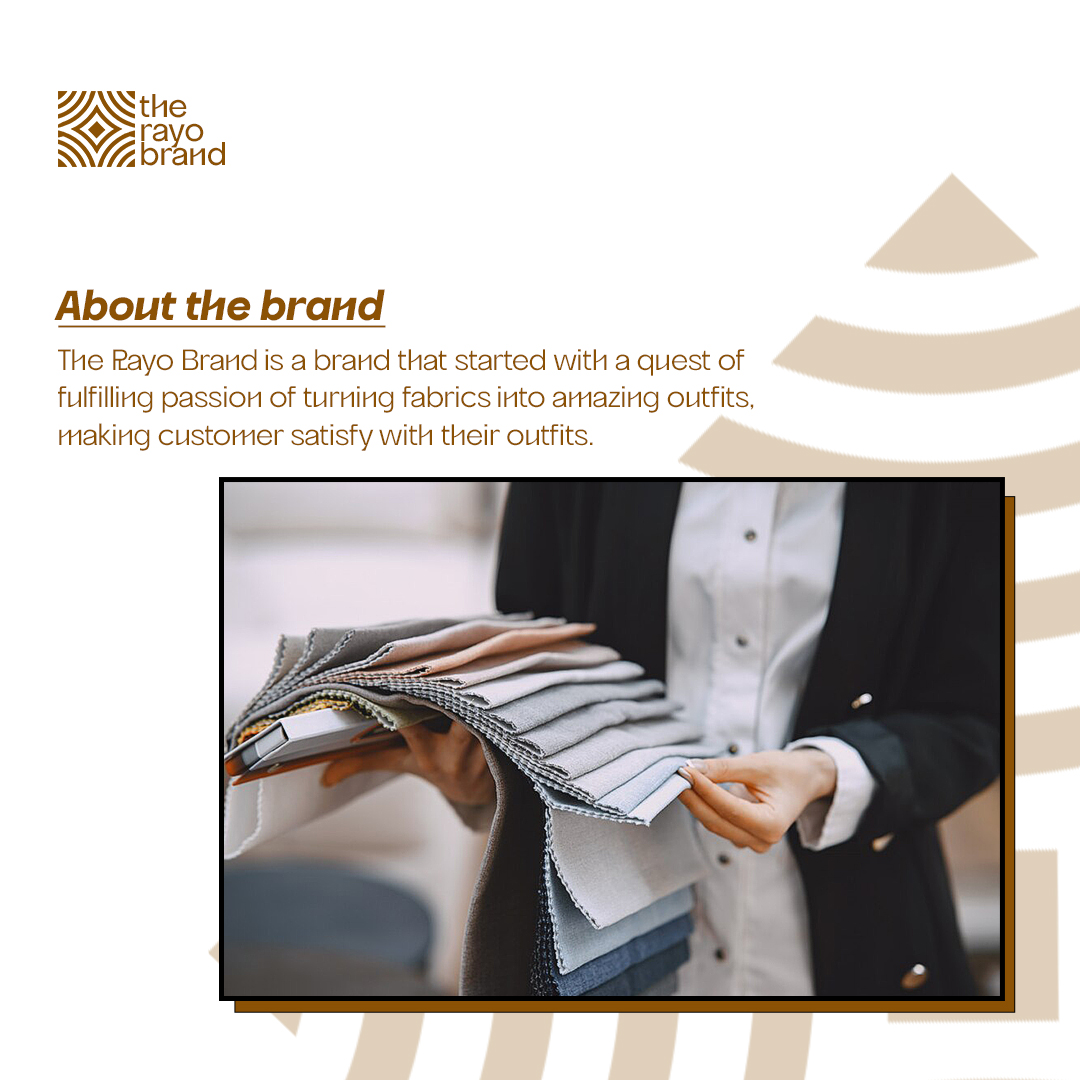 the
rayo
brand
About the brand
The Rayo Brand is a brand that started with a quest of
fulfilling passion of turning fabrics into amazing outfits,
making customer satisfy with their outfits.